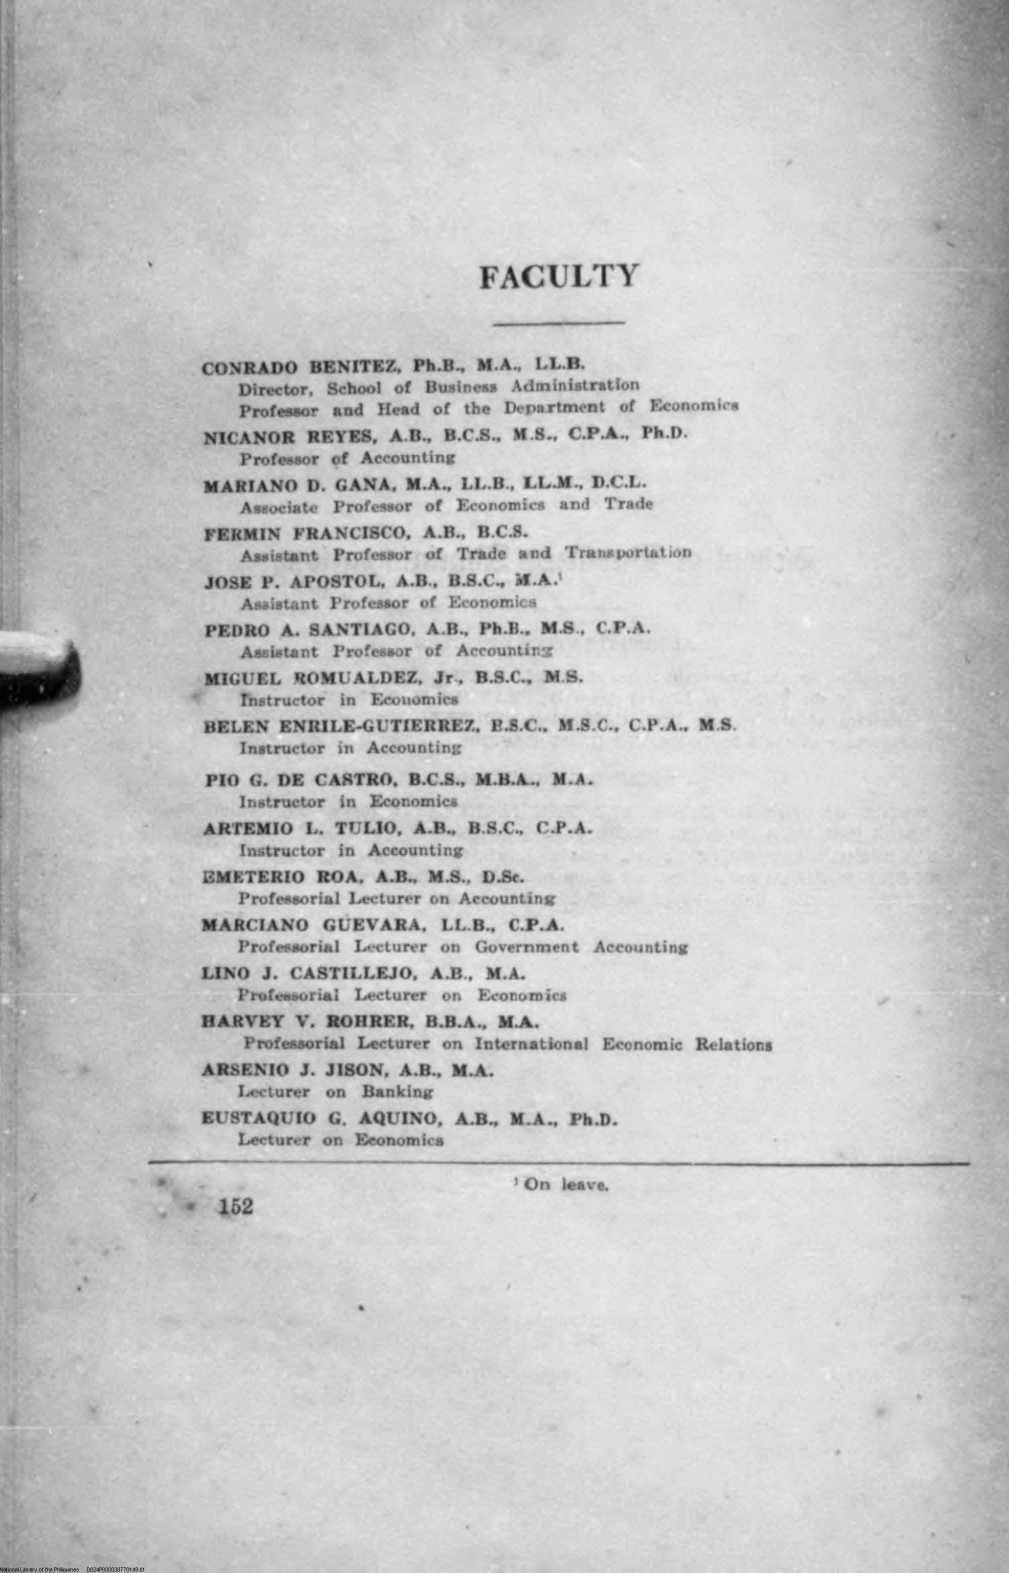 FACULTY
CONRADO BENITEZ, Ph.B., M.A., LL.B.
Director, School of Business Administration
Professor and Head of the Department of Economics
NICANOR REYES, A.B., B.C.S., M.S., C.P.A., Ph.D.
Professor of Accounting
MARIANO D. GANA, M.A., LL.B., LL.M., D.C.L.
Associate Professor of Economics and Trade
FERMIN FRANCISCO, A.B., B.C.S.
Assistant Professor of Trade and Transportation
JOSE P. APOSTOL, A.B., B.S.C., M.A.¹
Assistant Professor of Economics
PEDRO A. SANTIAGO, A.B., Ph.B., M.S., C.P.A.
Assistant Professor of Accounting
MIGUEL ROMUALDEZ, Jr., B.S.C., M.S.
Instructor in Economics
BELEN ENRILE-GUTIERREZ, B.S.C., M.S.C., C.P.A., M.S.
Instructor in Accounting
PIO G. DE CASTRO, B.C.S., M.B.A., M.A.
Instructor in Economics
ARTEMIO L. TULIO, A.B., B.S.C., C.P.A.
Instructor in Accounting
EMETERIO ROA, A.B., M.S., D.Sc.
Professorial Lecturer on Accounting
MARCIANO GUEVARA, LL.B., C.P.A.
Professorial Lecturer on Government Accounting
LINO J. CASTILLEJO, A.B., M.A.
Professorial Lecturer on Economics
HARVEY V. ROHRER, B.B.A., M.A.
Professorial Lecturer on International Economic Relations
ARSENIO J. JISON, A.B., M.A.
Lecturer on Banking
EUSTAQUIO G. AQUINO, A.B., M.A., Ph.D.
Lecturer on Economics
¹ On leave.
152
National Library of the Philippines